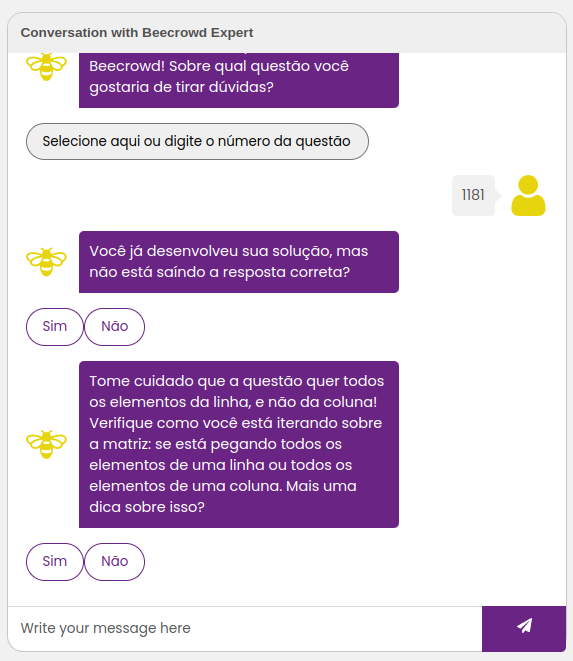 Conversation with Beecrowd Expert
Beecrowd! Sobre qual questão você
gostaria de tirar dúvidas?
Selecione aqui ou digite o número da questão
1181
Você já desenvolveu sua solução, mas
não está saíndo a resposta correta?
Sim Não
Tome cuidado que a questão quer todos
os elementos da linha, e não da coluna!
Verifique como você está iterando sobre
a matriz: se está pegando todos os
elementos de uma linha ou todos os
elementos de uma coluna. Mais uma
dica sobre isso?
Sim Não
Write your message here